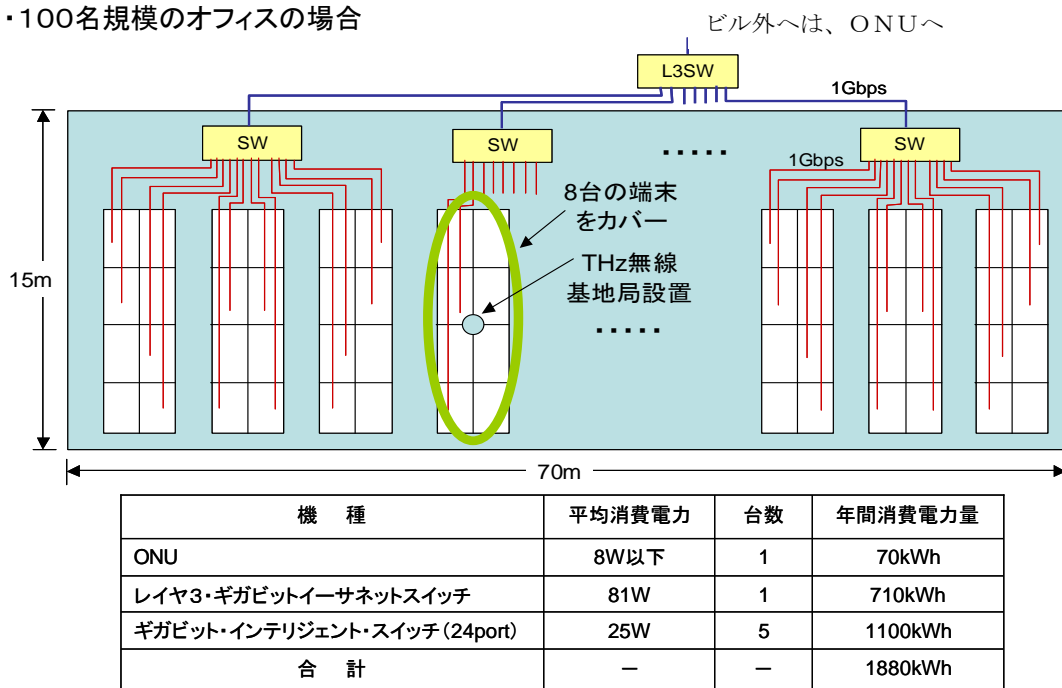 ・100名規模のオフィスの場合
ビル外へは、ONUへ
L3SW
1Gbps
SW
SW
・・・・・
SW
1Gbps
8台の端末
をカバー
THz無線
基地局設置
・・・・・
15m
70m
機 種 平均消費電力 台数 年間消費電力量
ONU 8W以下 1 70kWh
レイヤ3・ギガビットイーサネットスイッチ 81W 1 710kWh
ギガビット・インテリジェント・スイッチ(24port) 25W 5 1100kWh
合 計 － － 1880kWh